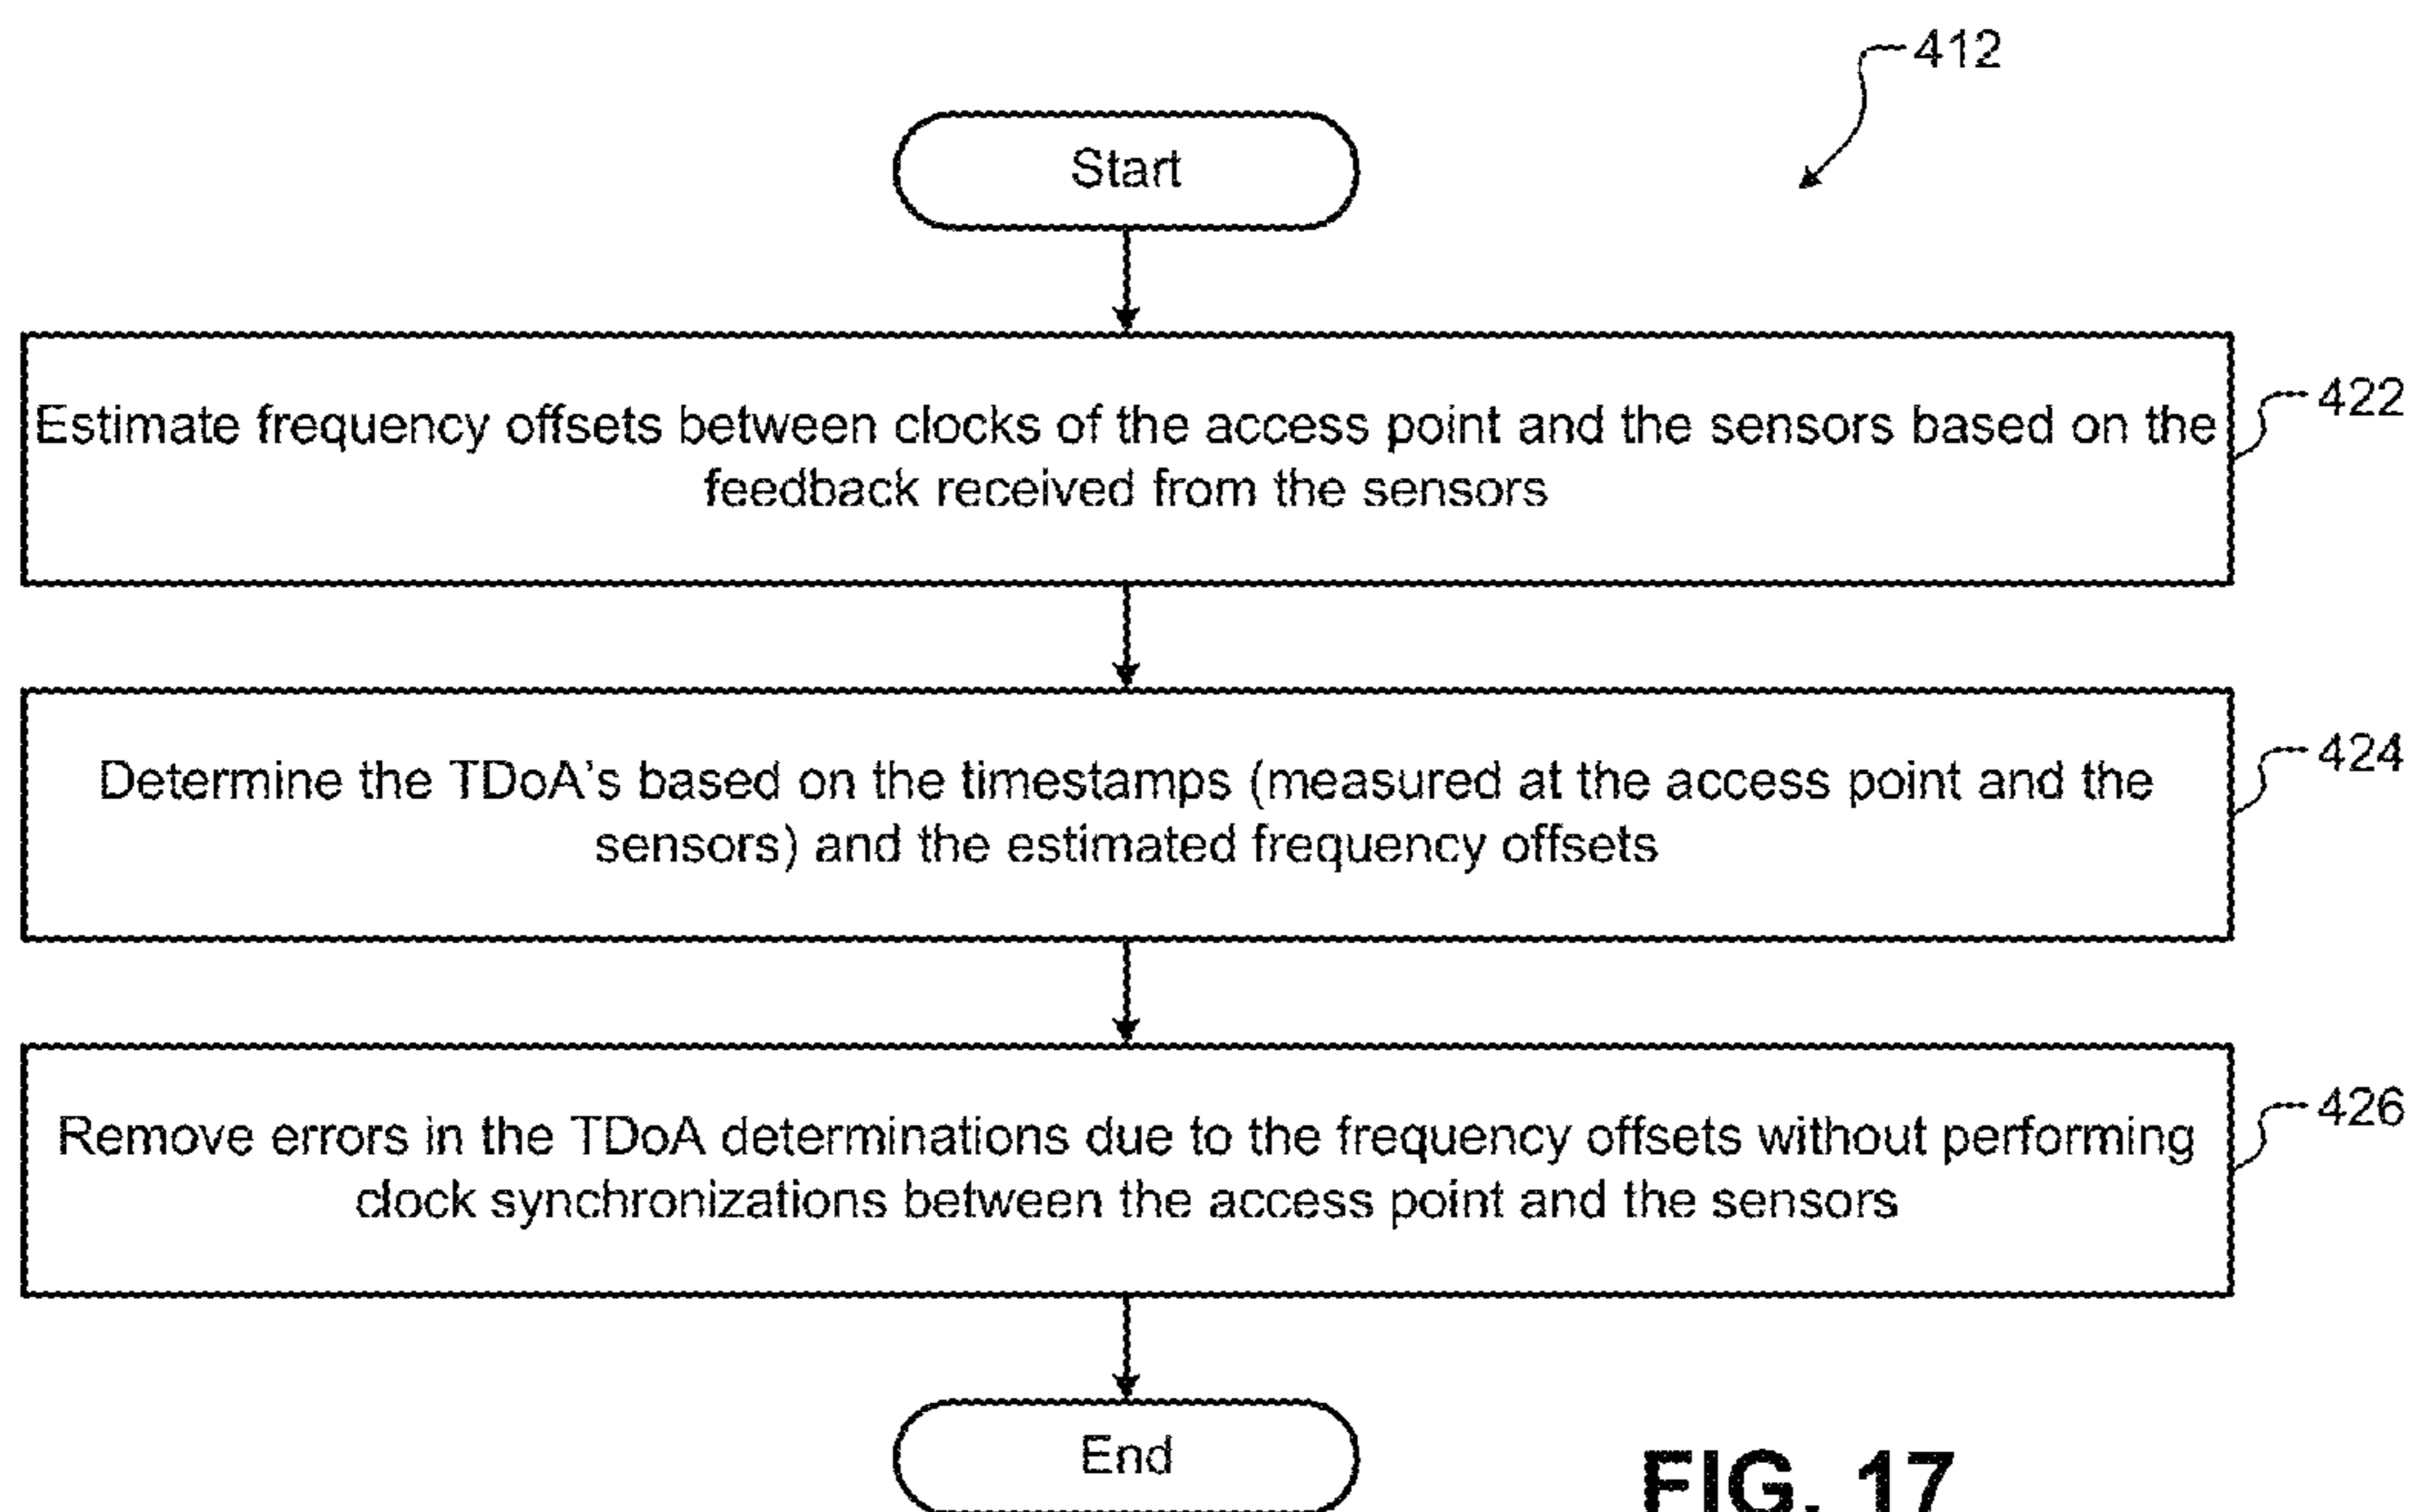 412
Start
Estimate frequency offsets between clocks of the access point and the sensors based on the
feedback received from the sensors
422
Determine the TDoA's based on the timestamps (measured at the access point and the
sensors) and the estimated frequency offsets
424
Remove errors in the TDoA determinations due to the frequency offsets without performing
clock synchronizations between the access point and the sensors
426
End
FIG. 17